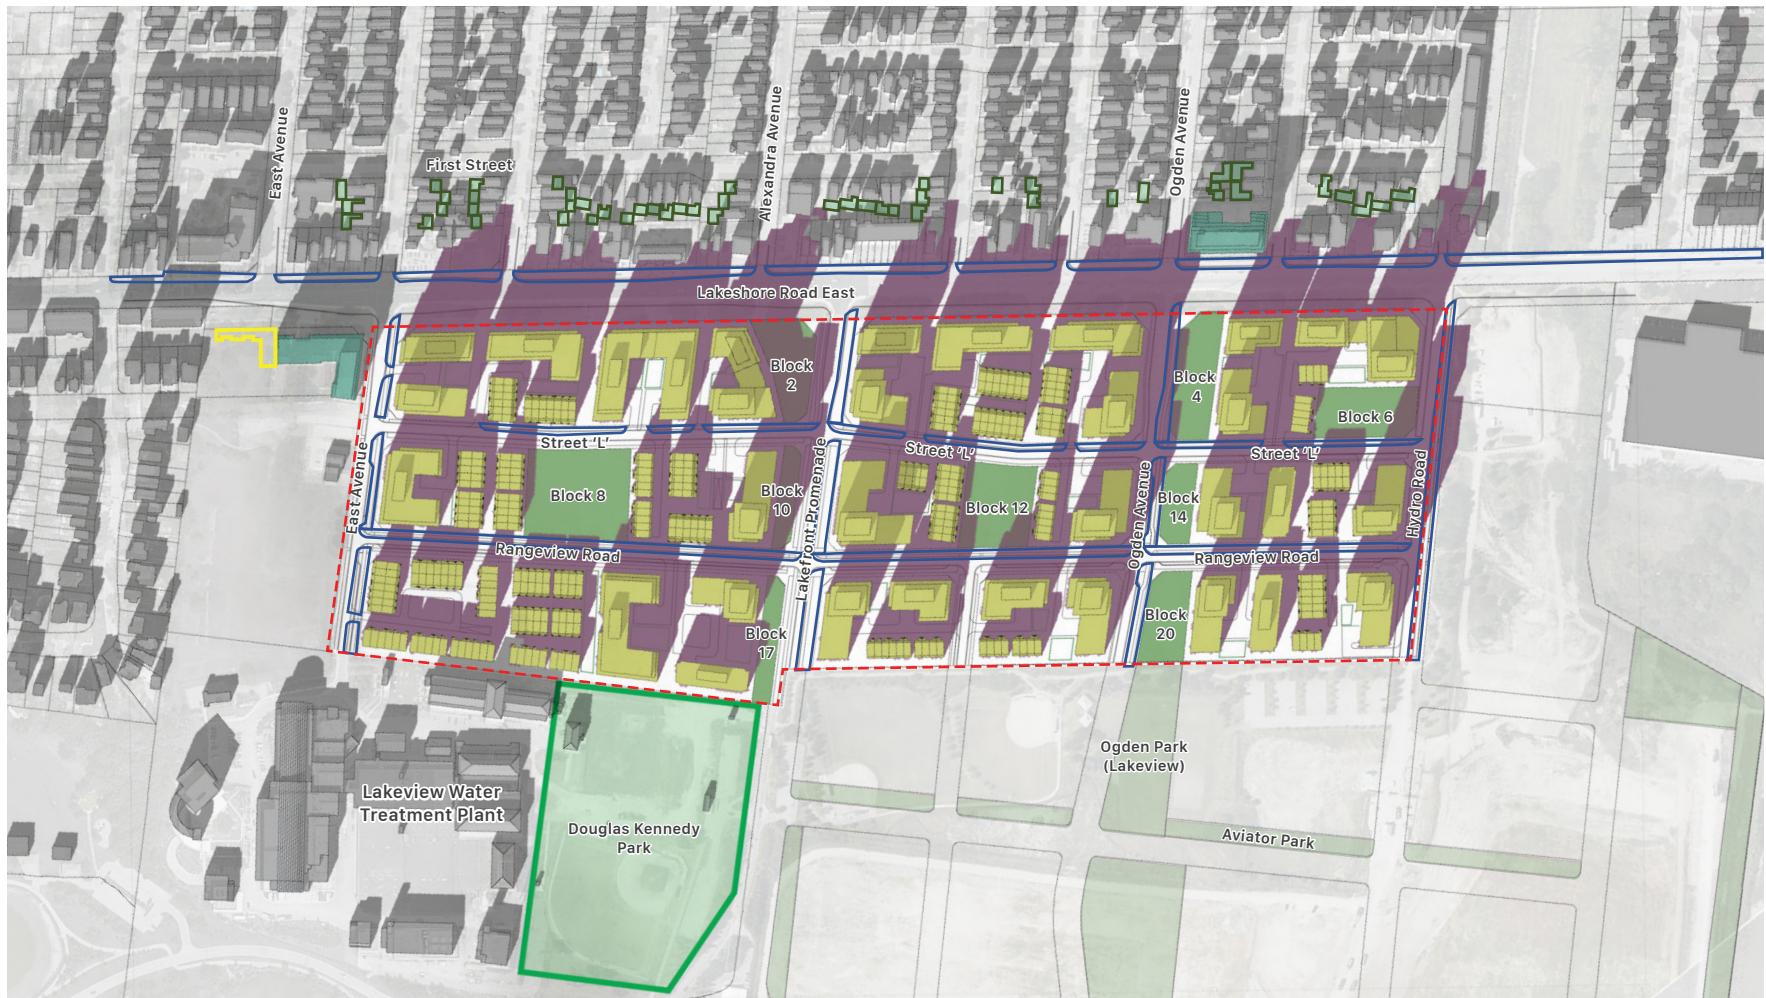 East Avenue
First Street
Alexandra Avenue
Ogden Avenue
Lakeshore Road East
Block
2
Block
4
Block 6
Street ‘L’
Street ‘L’
Street ‘L’
East Avenue
Block 8
Block
10
Lakefront Promenade
Block 12
Ogden Avenue
Block
14
Hydro Road
Rangeview Road
Rangeview Road
Block
17
Block
20
Ogden Park
(Lakeview)
Lakeview Water
Treatment Plant
Douglas Kennedy
Park
Aviator Park